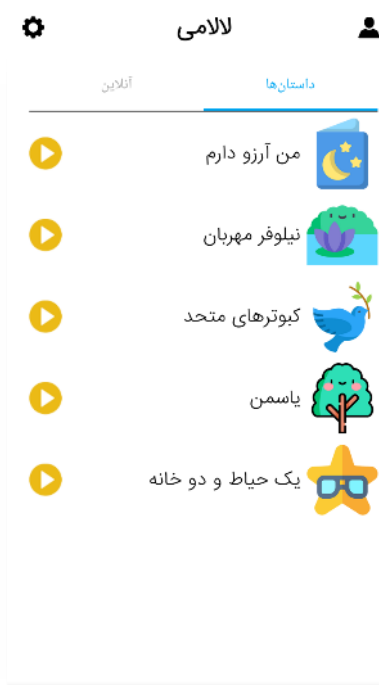 لالامی
داستان‌ها
آنلاین
من آرزو دارم
نیلوفر مهربان
کبوترهای متحد
یاسمن
یک حیاط و دو خانه